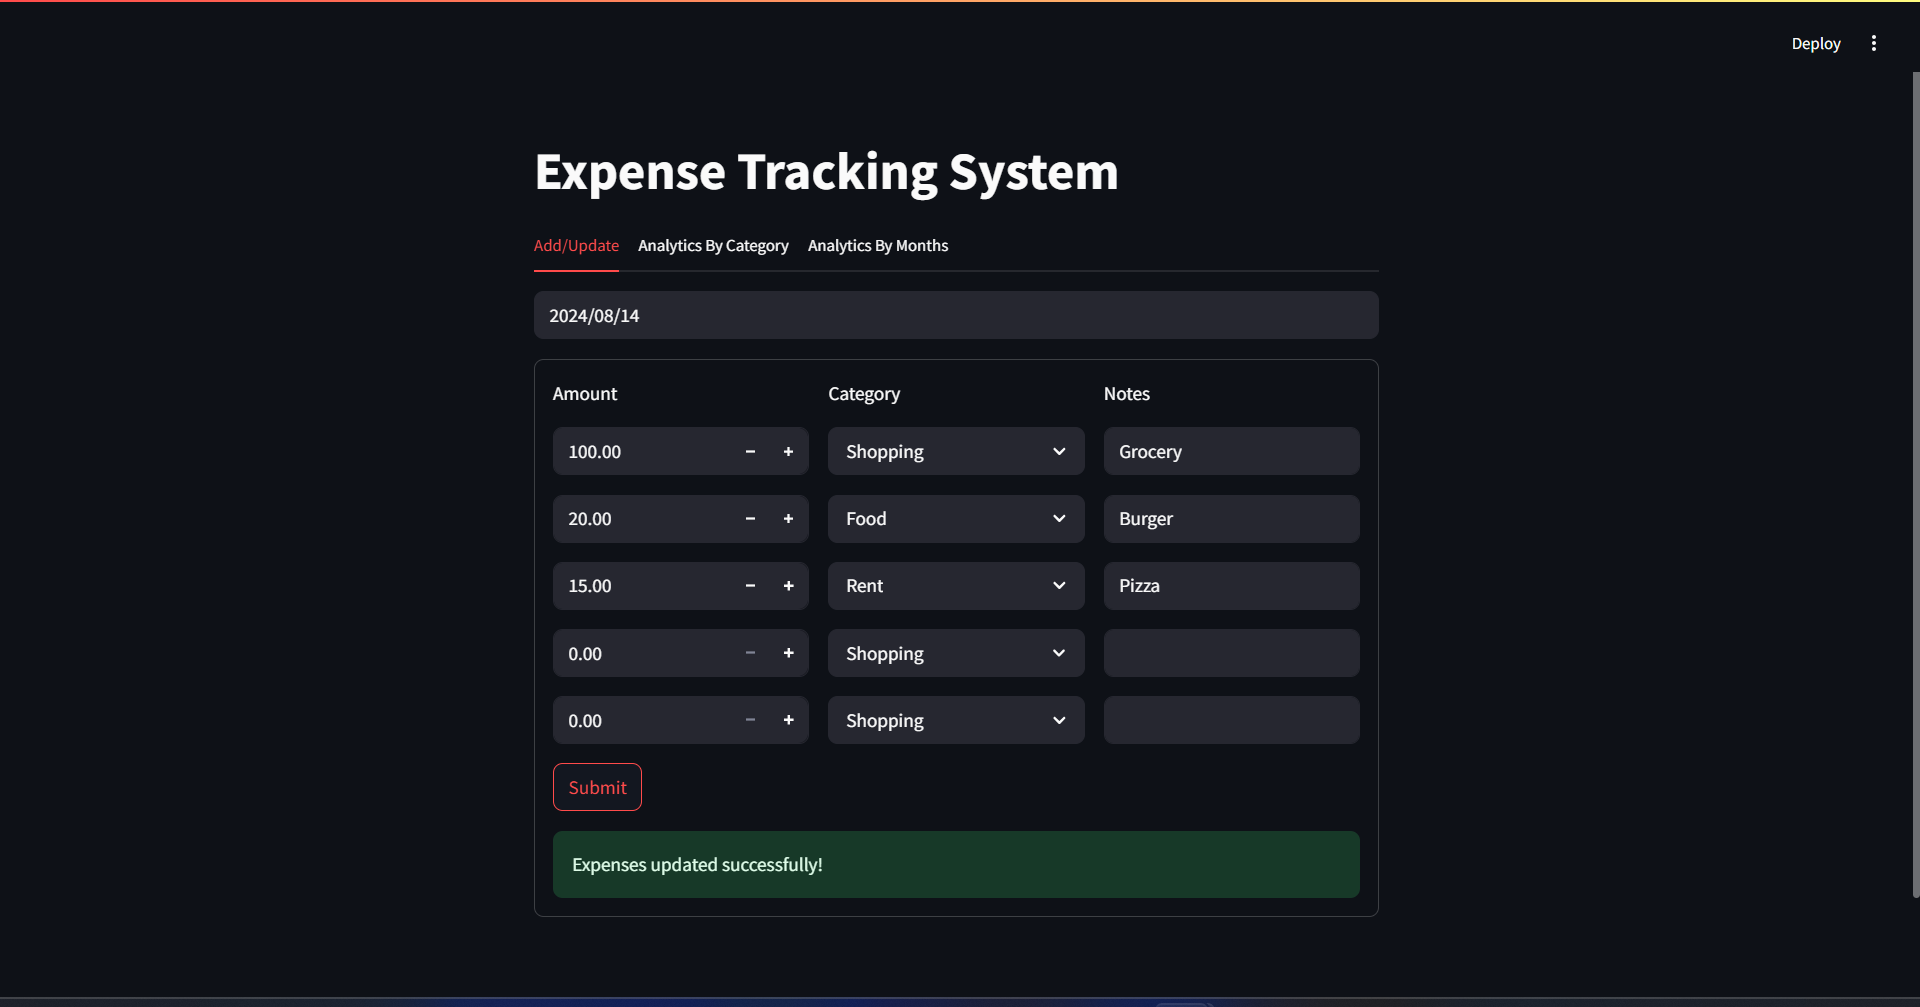 Deploy
Expense Tracking System
Add/Update Analytics By Category Analytics By Months
2024/08/14
Amount Category Notes
100.00 Shopping Grocery
20.00 Food Burger
15.00 Rent Pizza
0.00 Shopping
0.00 Shopping
Submit
Expenses updated successfully!